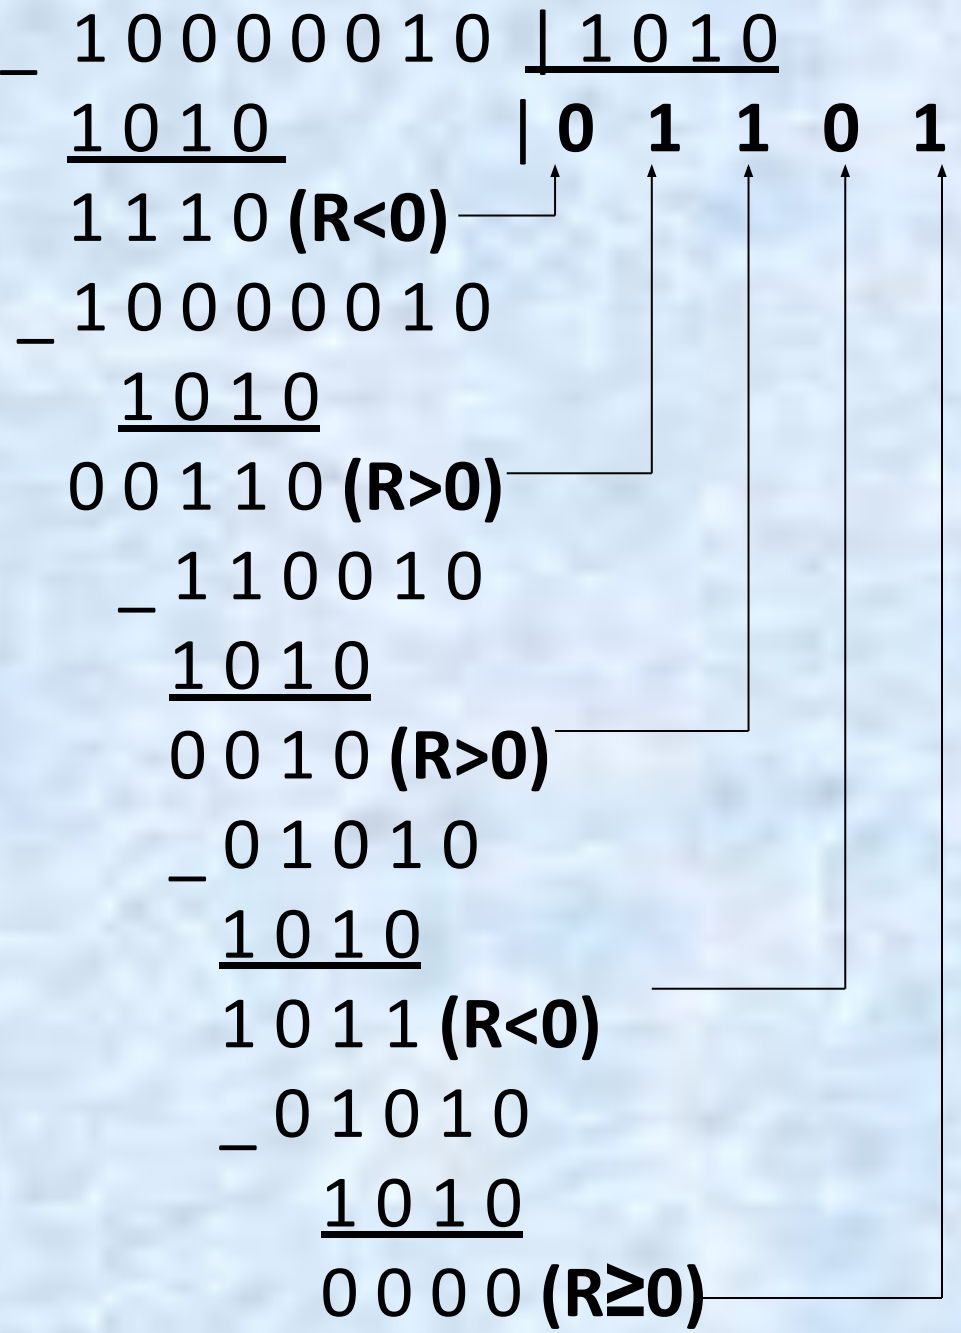 _ 1 0 0 0 0 0 1 0 | 1 0 1 0
1 0 1 0 | 0 1 1 0 1
1 1 1 0 (R<0)
_ 1 0 0 0 0 0 1 0
1 0 1 0
0 0 1 1 0 (R>0)
_ 1 1 0 0 1 0
1 0 1 0
0 0 1 0 (R>0)
_ 0 1 0 1 0
1 0 1 0
1 0 1 1 (R<0)
_ 0 1 0 1 0
1 0 1 0
0 0 0 0 (R≥0)